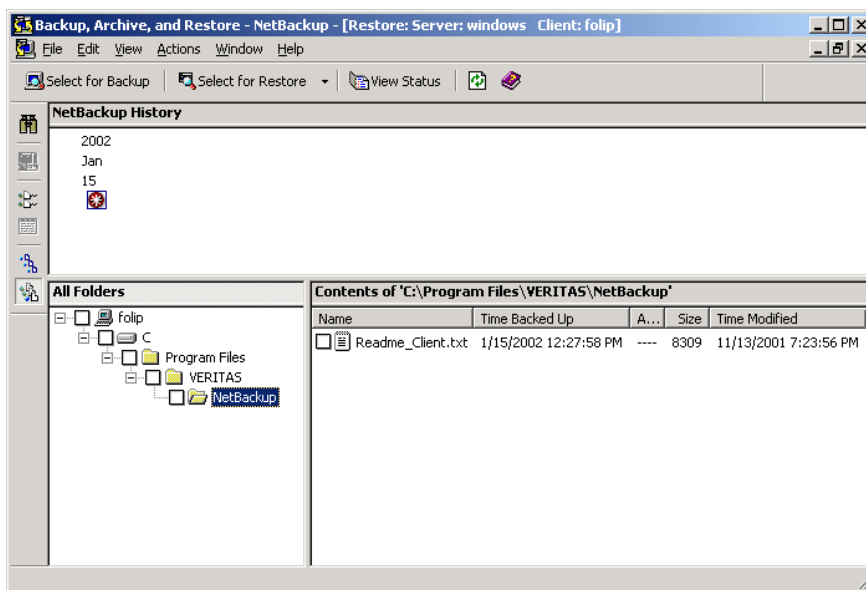 Backup, Archive, and Restore - NetBackup - [Restore: Server: windows Client: folip]
File Edit View Actions Window Help
Select for Backup Select for Restore View Status
NetBackup History
2002
Jan
15
All Folders
folip
C
Program Files
VERITAS
NetBackup
Contents of 'C:\Program Files\VERITAS\NetBackup'
Name Time Backed Up A... Size Time Modified
Readme_Client.txt 1/15/2002 12:27:58 PM ---- 8309 11/13/2001 7:23:56 PM